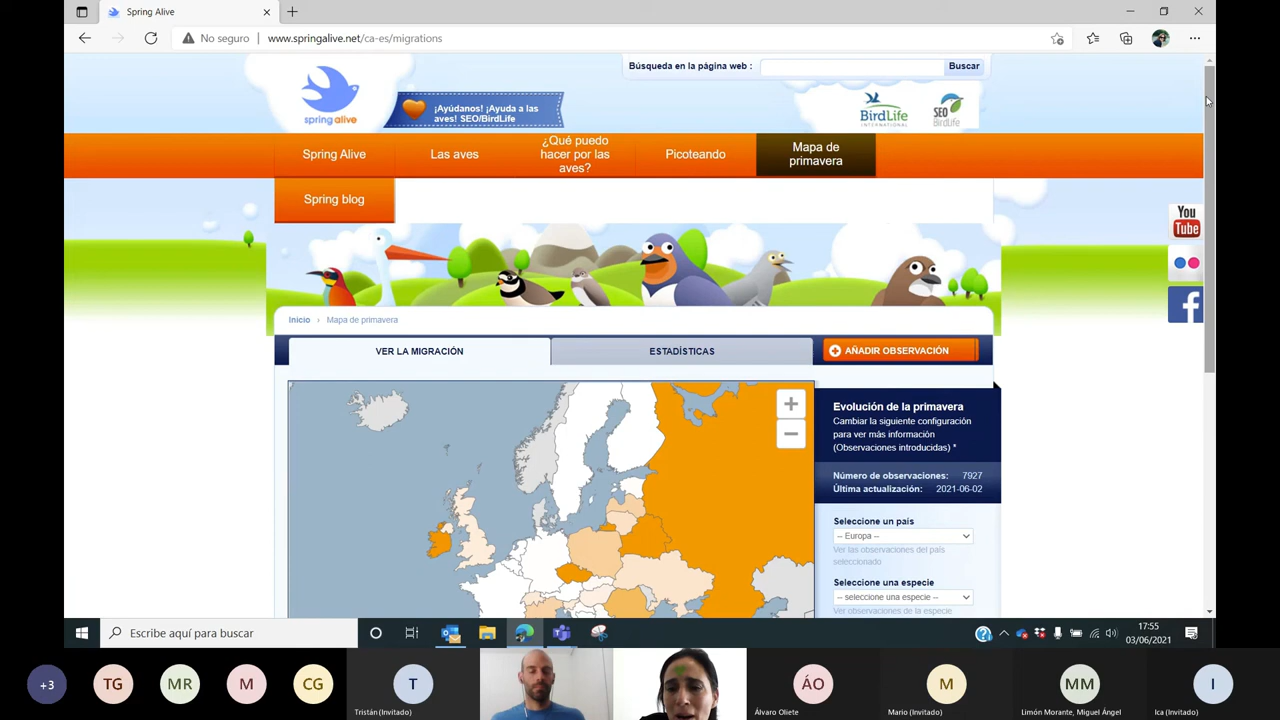 Spring Alive
No seguro
www.springalive.net/ca-es/migrations
Búsqueda en la página web :
Buscar
spring alive
¡Ayúdanos! ¡Ayuda a las
aves! SEO/BirdLife
BirdLife
INTERNATIONAL
SEO
BirdLife
Spring Alive
Las aves
¿Qué puedo
hacer por las
aves?
Picoteando
Mapa de
primavera
Spring blog
You
Tube
Inicio › Mapa de primavera
VER LA MIGRACIÓN
ESTADÍSTICAS
AÑADIR OBSERVACIÓN
Evolución de la primavera
Cambiar la siguiente configuración
para ver más información
(Observaciones introducidas) *
Número de observaciones: 7927
Última actualización: 2021-06-02
Seleccione un país
-- Europa --
Ver las observaciones del país
seleccionado
Seleccione una especie
-- seleccione una especie --
Ver observaciones de la especie
Escribe aquí para buscar
17:55
03/06/2021
+3
TG
MR
M
CG
T
Tristán (Invitado)
ÁO
Álvaro Oliete
M
Mario (Invitado)
MM
Limón Morante, Miguel Ángel
I
Ica (Invitado)